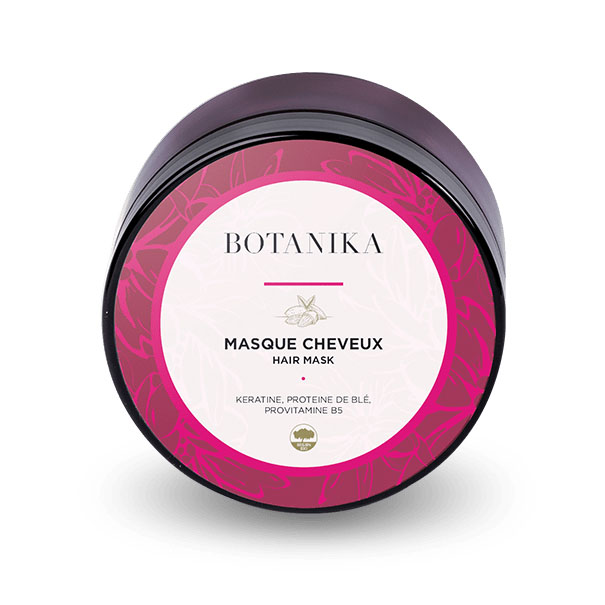 BOTANIKA
MASQUE CHEVEUX
HAIR MASK
KERATINE, PROTEINE DE BLÉ,
PROVITAMINE B5